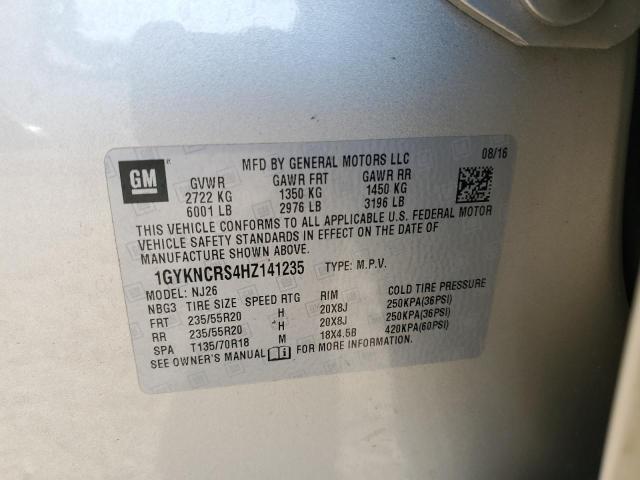 GM
MFD BY GENERAL MOTORS LLC 08/16
GVWR GAWR FRT GAWR RR
2722 KG 1350 KG 1450 KG
6001 LB 2976 LB 3196 LB
THIS VEHICLE CONFORMS TO ALL APPLICABLE U.S. FEDERAL MOTOR
VEHICLE SAFETY STANDARDS IN EFFECT ON THE DATE OF
MANUFACTURE SHOWN ABOVE.
1GYKNCRS4HZ141235 TYPE: M.P.V.
MODEL: NJ26
NBG3 TIRE SIZE SPEED RTG RIM COLD TIRE PRESSURE
FRT 235/55R20 H 20X8J 250KPA(36PSI)
RR 235/55R20 H 20X8J 250KPA(36PSI)
SPA T135/70R18 M 18X4.5B 420KPA(60PSI)
SEE OWNER'S MANUAL FOR MORE INFORMATION.